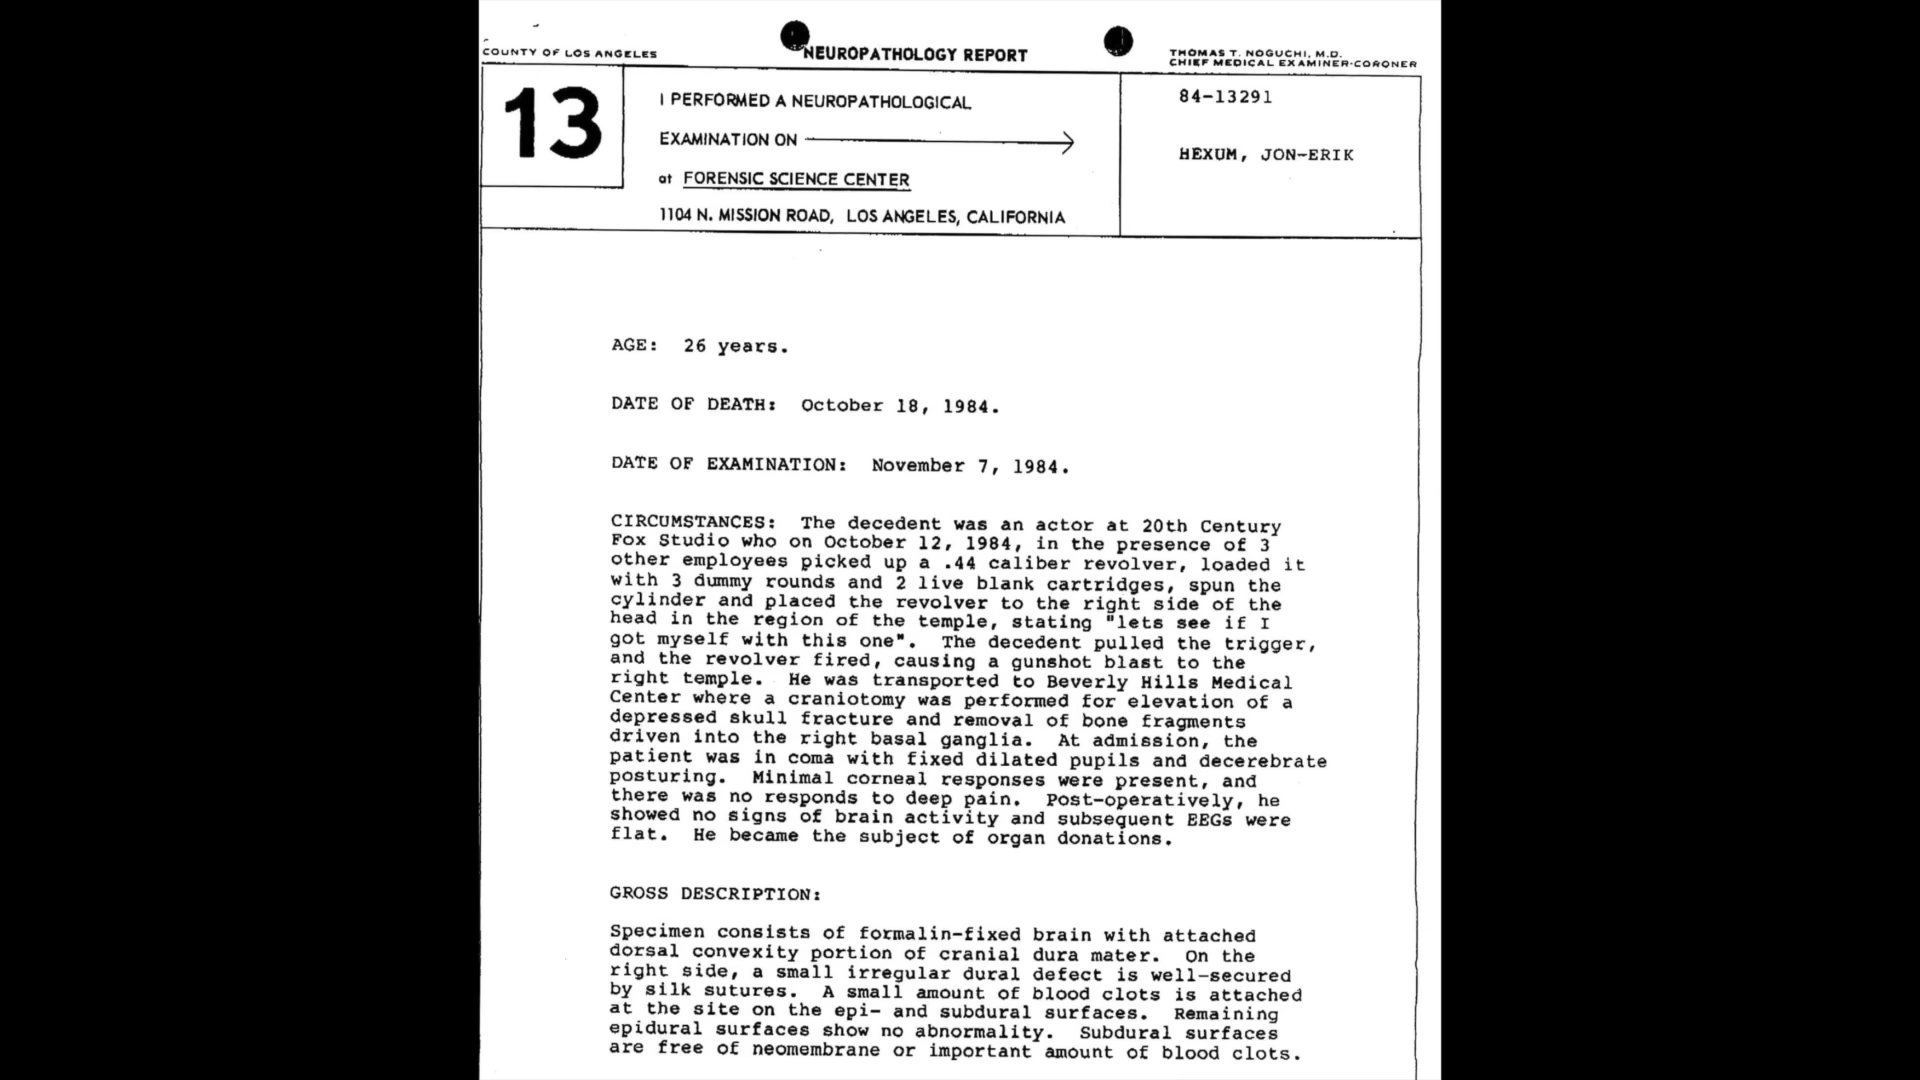 COUNTY OF LOS ANGELES
NEUROPATHOLOGY REPORT
THOMAS T. NOGUCHI, M.D.
CHIEF MEDICAL EXAMINER-CORONER
13
I PERFORMED A NEUROPATHOLOGICAL
EXAMINATION ON
at FORENSIC SCIENCE CENTER
1104 N. MISSION ROAD, LOS ANGELES, CALIFORNIA
84-13291
HEXUM, JON-ERIK
AGE: 26 years.
DATE OF DEATH: October 18, 1984.
DATE OF EXAMINATION: November 7, 1984.
CIRCUMSTANCES: The decedent was an actor at 20th Century
Fox Studio who on October 12, 1984, in the presence of 3
other employees picked up a .44 caliber revolver, loaded it
with 3 dummy rounds and 2 live blank cartridges, spun the
cylinder and placed the revolver to the right side of the
head in the region of the temple, stating "lets see if I
got myself with this one". The decedent pulled the trigger,
and the revolver fired, causing a gunshot blast to the
right temple. He was transported to Beverly Hills Medical
Center where a craniotomy was performed for elevation of a
depressed skull fracture and removal of bone fragments
driven into the right basal ganglia. At admission, the
patient was in coma with fixed dilated pupils and decerebrate
posturing. Minimal corneal responses were present, and
there was no responds to deep pain. Post-operatively, he
showed no signs of brain activity and subsequent EEGs were
flat. He became the subject of organ donations.
GROSS DESCRIPTION:
Specimen consists of formalin-fixed brain with attached
dorsal convexity portion of cranial dura mater. On the
right side, a small irregular dural defect is well-secured
by silk sutures. A small amount of blood clots is attached
at the site on the epi- and subdural surfaces. Remaining
epidural surfaces show no abnormality. Subdural surfaces
are free of neomembrane or important amount of blood clots.